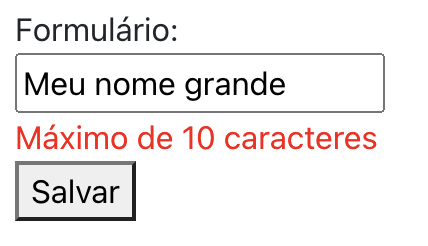 Formulário:
Meu nome grande
Máximo de 10 caracteres
Salvar